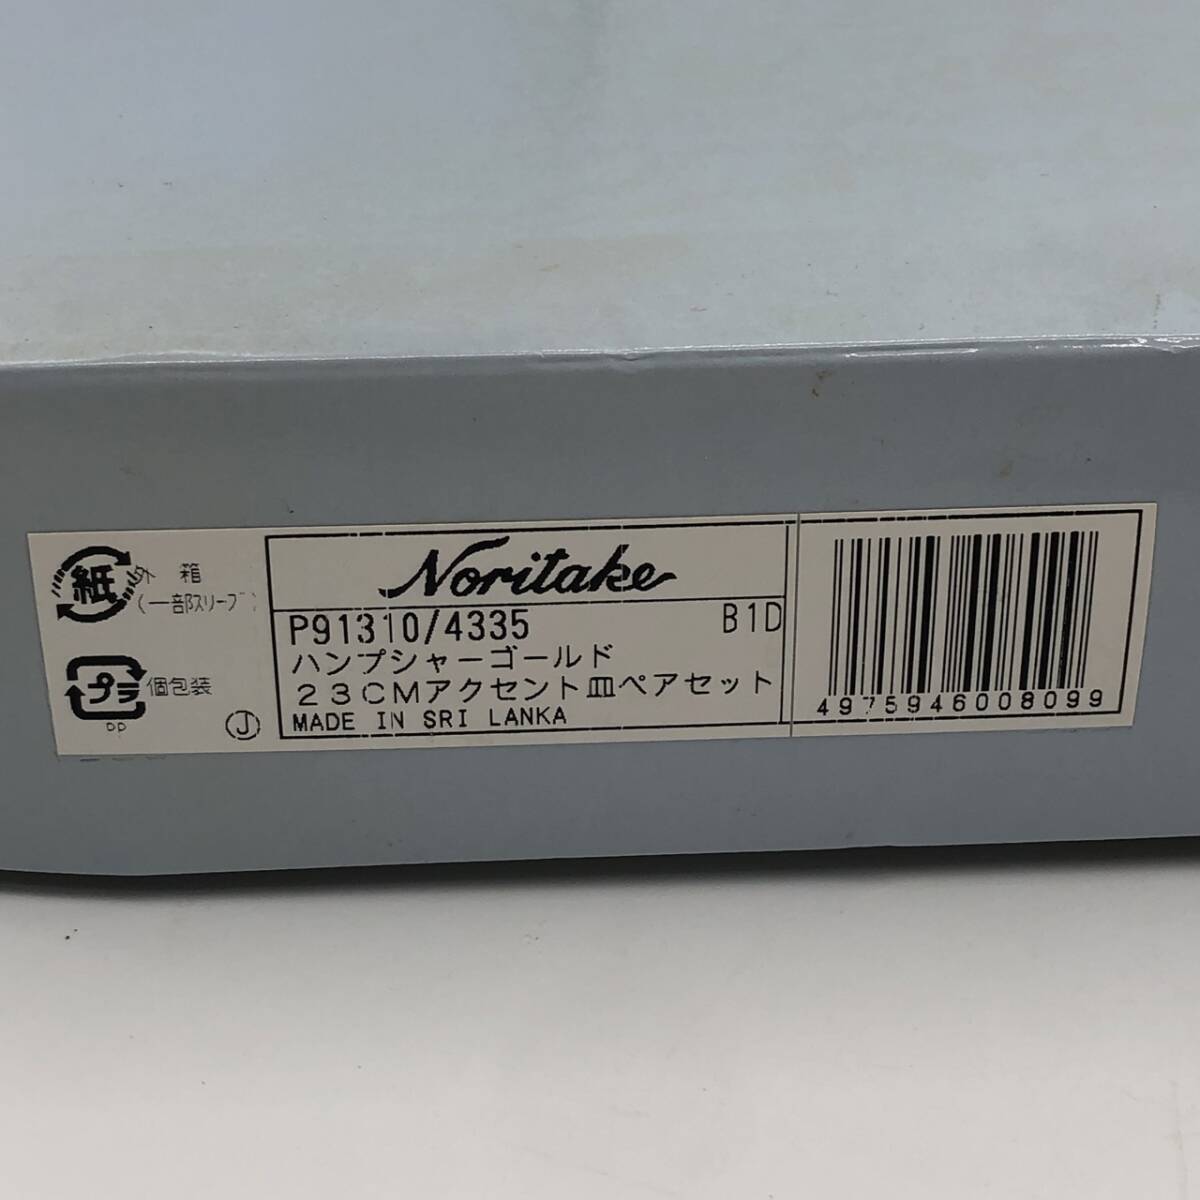 紙
外 箱
(一部スリーブ)
プラ
個包装
PP
J
Noritake
P91310/4335 B1D
ハンプシャーゴールド
23CMアクセント皿ペアセット
MADE IN SRI LANKA
4975946008099